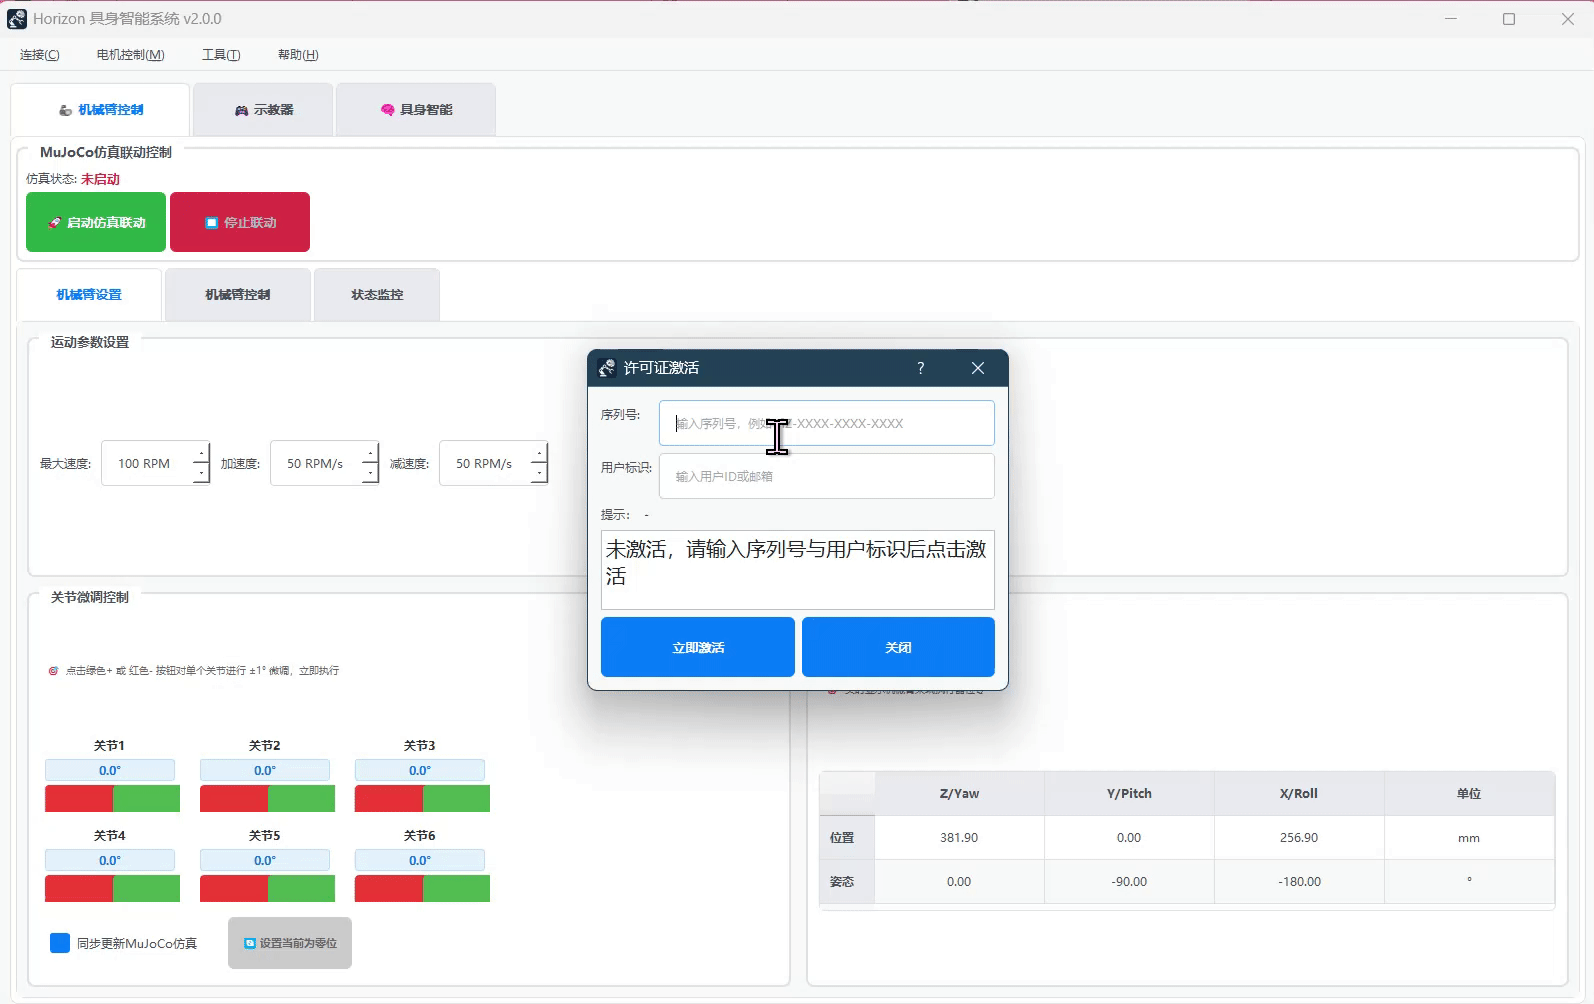 Horizon 具身智能系统 v2.0.0
连接(C) 电机控制(M) 工具(T) 帮助(H)
机械臂控制 示教器 具身智能
MuJoCo仿真联动控制
仿真状态: 未启动
启动仿真联动 停止联动
机械臂设置 机械臂控制 状态监控
运动参数设置
最大速度: 100 RPM 加速度: 50 RPM/s 减速度: 50 RPM/s
许可证激活 ?
序列号: 输入序列号，例如 -XXXX-XXXX-XXXX
用户标识: 输入用户ID或邮箱
提示: -
未激活，请输入序列号与用户标识后点击激
活
立即激活 关闭
关节微调控制
点击绿色+ 或 红色- 按钮对单个关节进行 ±1° 微调，立即执行
关节1 关节2 关节3
0.0° 0.0° 0.0°
关节4 关节5 关节6
0.0° 0.0° 0.0°
同步更新MuJoCo仿真 设置当前为零位
Z/Yaw Y/Pitch X/Roll 单位
位置 381.90 0.00 256.90 mm
姿态 0.00 -90.00 -180.00 °